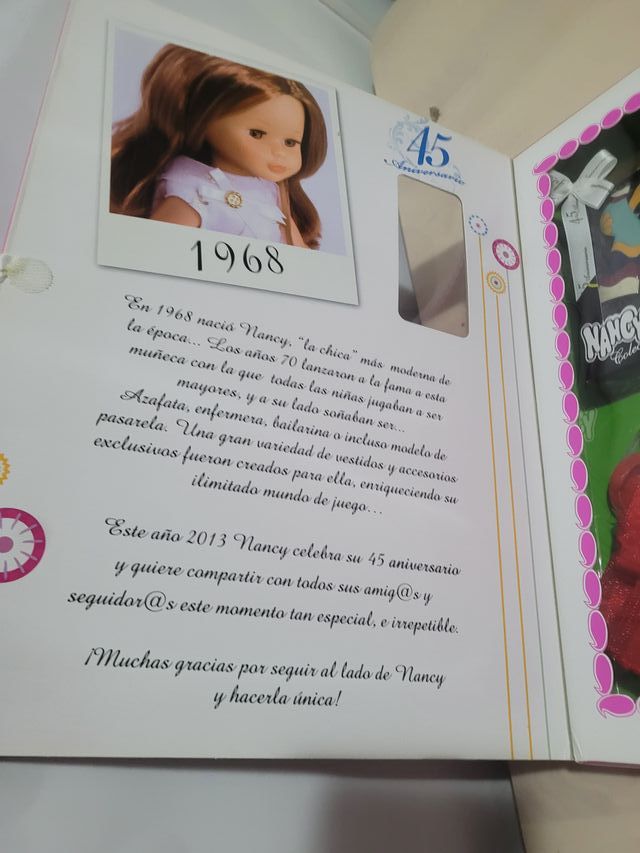 45
Aniversario
1968
En 1968 nació Nancy, "la chica" más moderna de
la época... Los años 70 lanzaron a la fama a esta
muñeca con la que todas las niñas jugaban a ser
mayores, y a su lado soñaban ser...
Azafata, enfermera, bailarina o incluso modelo de
pasarela. Una gran variedad de vestidos y accesorios
exclusivos fueron creados para ella, enriqueciendo su
ilimitado mundo de juego...
Este año 2013 Nancy celebra su 45 aniversario
y quiere compartir con todos sus amig@s y
seguidor@s este momento tan especial, e irrepetible.
¡Muchas gracias por seguir al lado de Nancy
y hacerla única!
NANCY